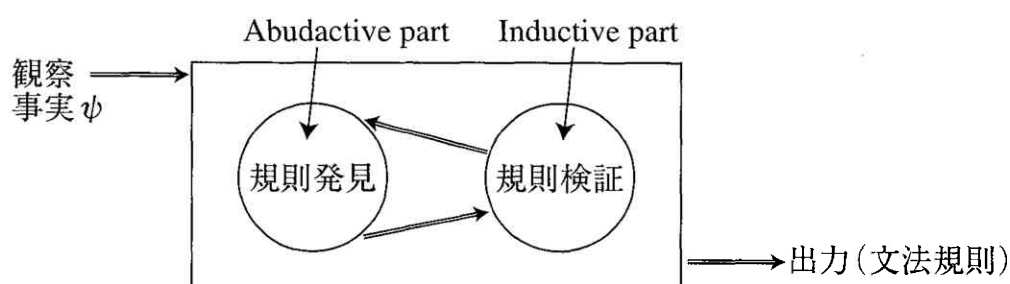 Abudactive part
Inductive part
観察
事実ψ
規則発見
規則検証
出力(文法規則)